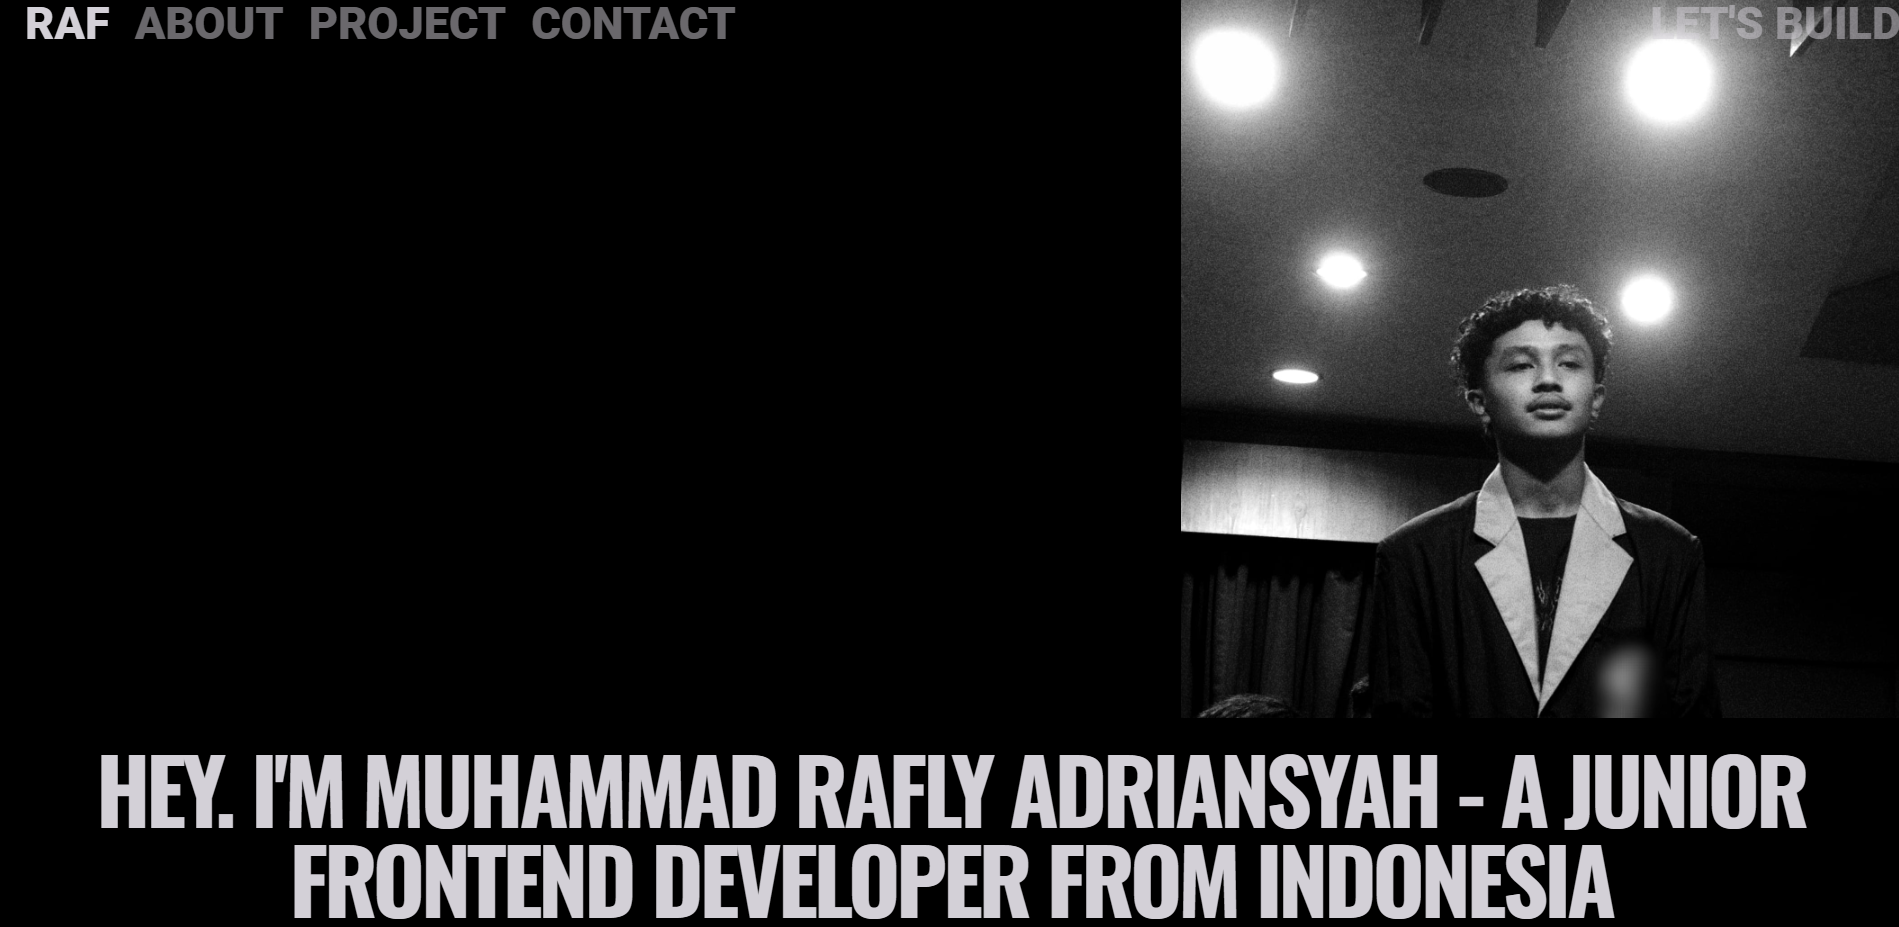 RAF ABOUT PROJECT CONTACT LET'S BUILD
HEY. I'M MUHAMMAD RAFLY ADRIANSYAH - A JUNIOR
FRONTEND DEVELOPER FROM INDONESIA